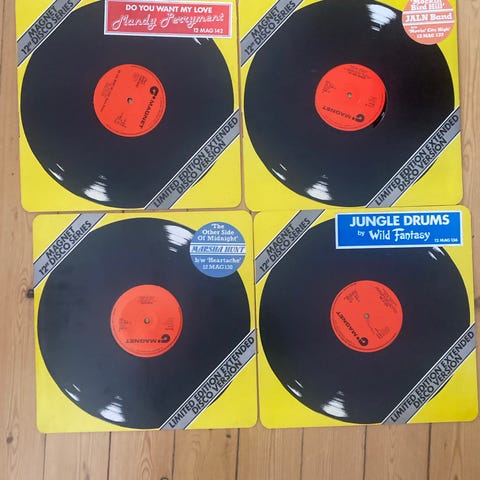 MAGNET
12" DISCO SERIES
DO YOU WANT MY LOVE
Mandy Perryment
12 MAG 142
MAGNET
LIMITED EDITION EXTENDED
DISCO VERSION
MAGNET
12" DISCO SERIES
Bird Hill'
JALN Band
12 MAG 137
MAGNET
LIMITED EDITION EXTENDED
DISCO VERSION
MAGNET
12" DISCO SERIES
'The
Other Side
Of Midnight'
MARSHA HUNT
b/w 'Heartache'
12 MAG 130
MAGNET
LIMITED EDITION EXTENDED
DISCO VERSION
MAGNET
12" DISCO SERIES
JUNGLE DRUMS
by Wild Fantasy
12 MAG 136
MAGNET
LIMITED EDITION EXTENDED
DISCO VERSION